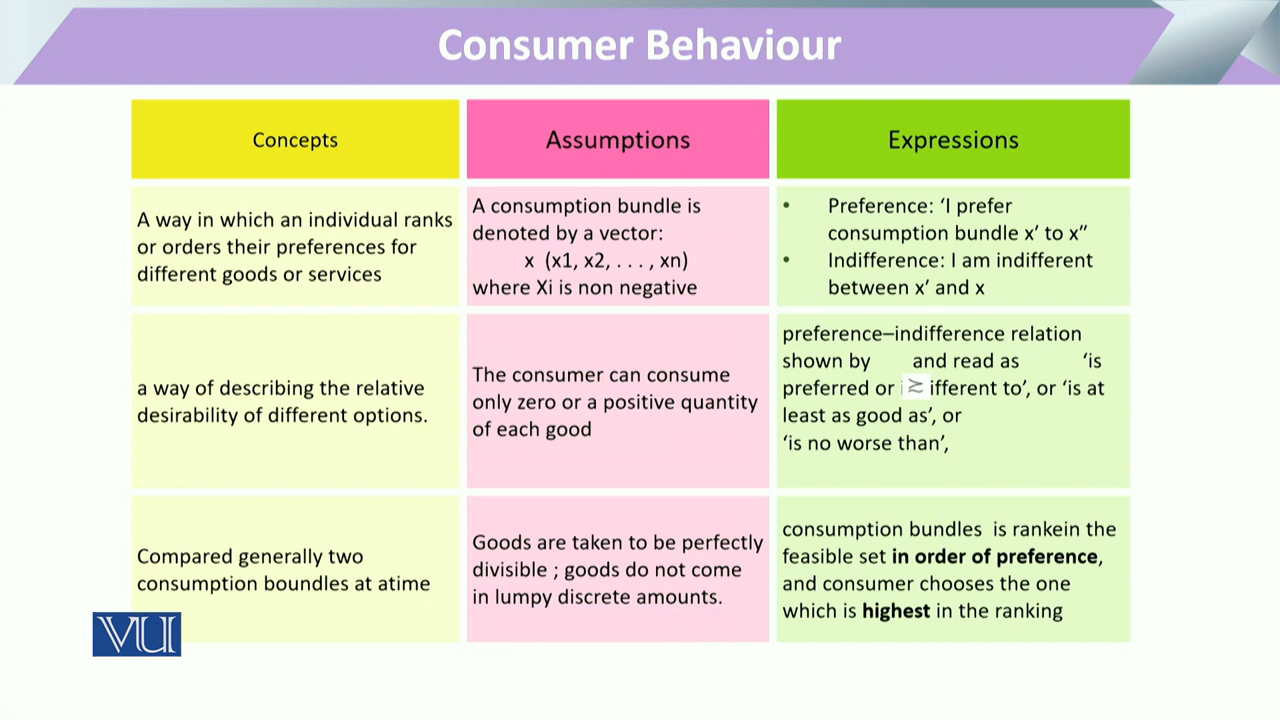 Consumer Behaviour
Concepts
Assumptions
Expressions
A way in which an individual ranks
or orders their preferences for
different goods or services
A consumption bundle is
denoted by a vector:
x (x1, x2, . . . , xn)
where Xi is non negative
• Preference: ‘I prefer
consumption bundle x’ to x”
• Indifference: I am indifferent
between x’ and x
a way of describing the relative
desirability of different options.
The consumer can consume
only zero or a positive quantity
of each good
preference–indifference relation
shown by and read as ‘is
preferred or ≿ ifferent to’, or ‘is at
least as good as’, or
‘is no worse than’,
Compared generally two
consumption boundles at atime
Goods are taken to be perfectly
divisible ; goods do not come
in lumpy discrete amounts.
consumption bundles is rankein the
feasible set in order of preference,
and consumer chooses the one
which is highest in the ranking
VU